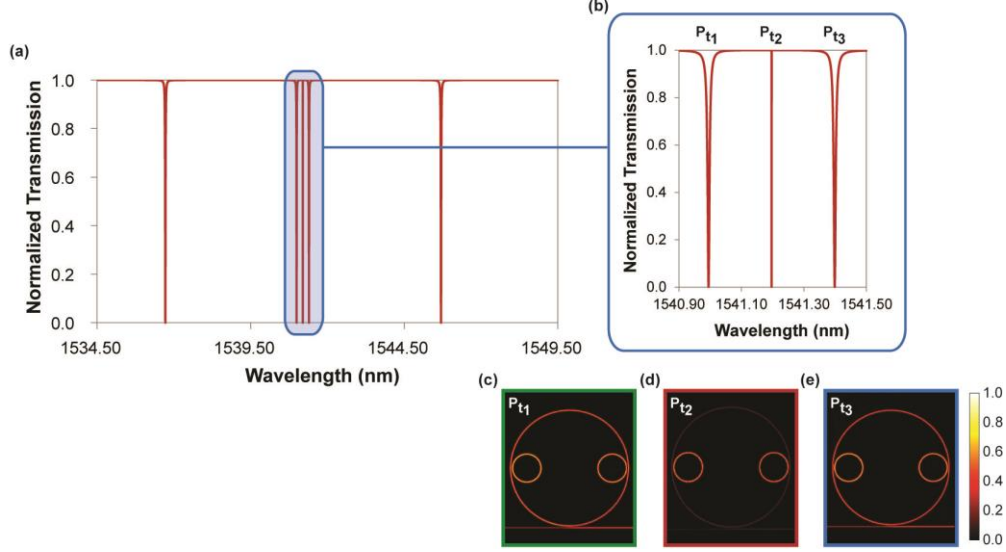 (a)
Normalized Transmission
1.0
0.8
0.6
0.4
0.2
0.0
1534.50 1539.50 1544.50 1549.50
Wavelength (nm)
(b)
Pt1 Pt2 Pt3
Normalized Transmission
1.0
0.8
0.6
0.4
0.2
0.0
1540.90 1541.10 1541.30 1541.50
Wavelength (nm)
(c)
Pt1
(d)
Pt2
(e)
Pt3
1.0
0.8
0.6
0.4
0.2
0.0